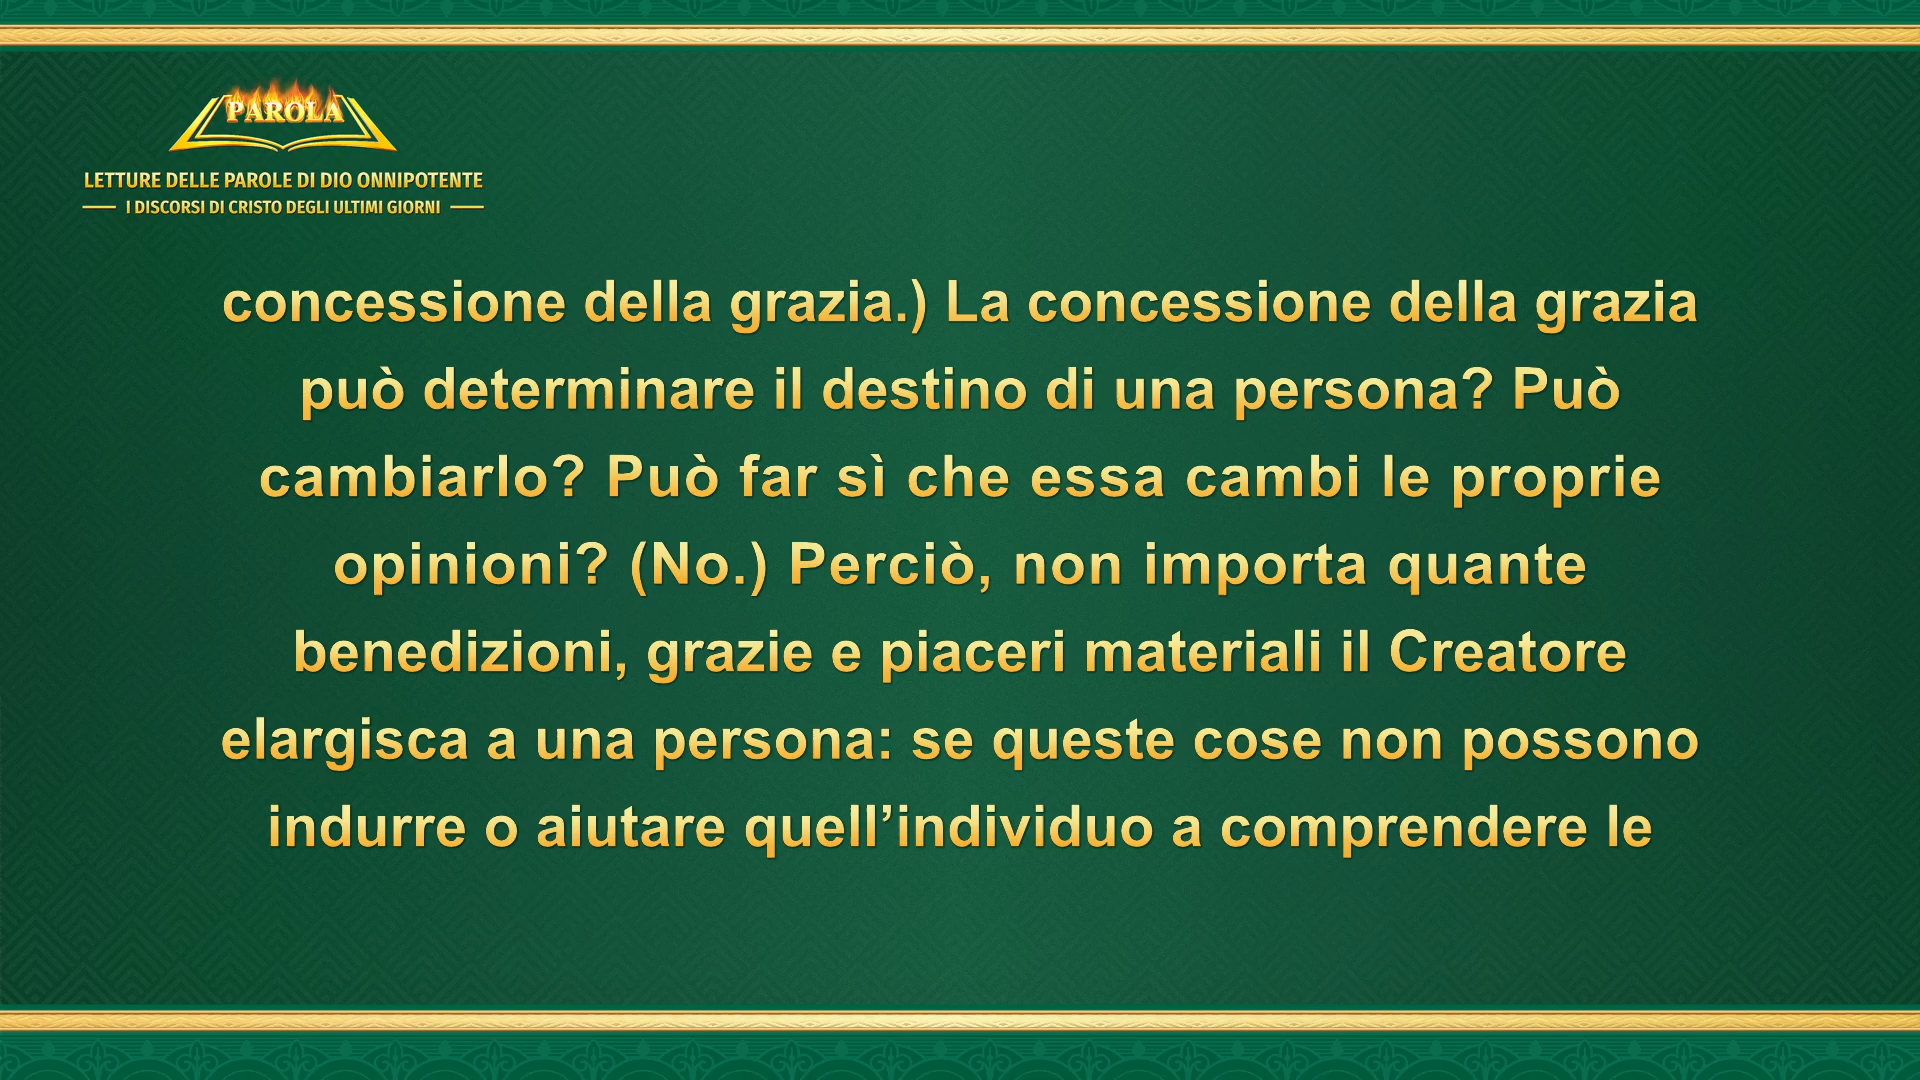 PAROLA
LETTURE DELLE PAROLE DI DIO ONNIPOTENTE
I DISCORSI DI CRISTO DEGLI ULTIMI GIORNI
concessione della grazia.) La concessione della grazia
può determinare il destino di una persona? Può
cambiarlo? Può far sì che essa cambi le proprie
opinioni? (No.) Perciò, non importa quante
benedizioni, grazie e piaceri materiali il Creatore
elargisca a una persona: se queste cose non possono
indurre o aiutare quell’individuo a comprendere le